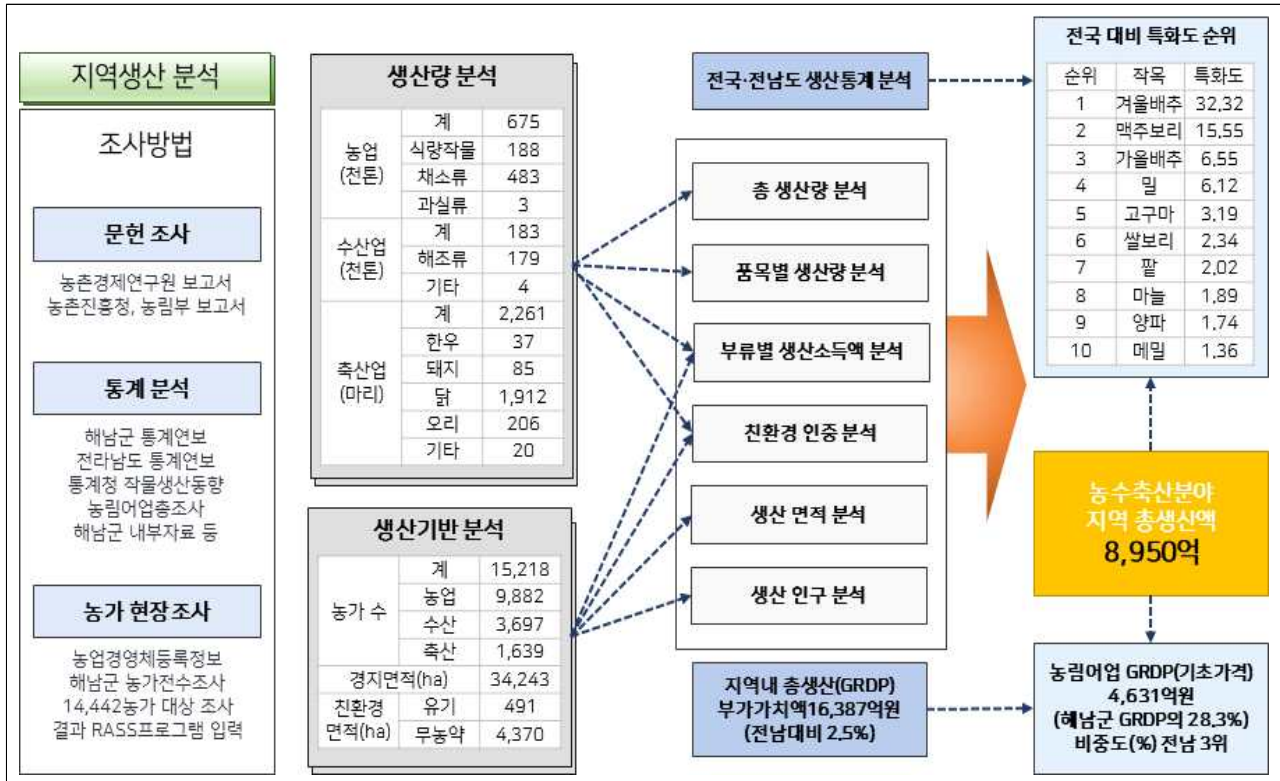 지역생산 분석
조사방법
문헌 조사
농촌경제연구원 보고서
농촌진흥청, 농림부 보고서
통계 분석
해남군 통계연보
전라남도 통계연보
통계청 작물생산동향
농림어업총조사
해남군 내부자료 등
농가 현장조사
농업경영체등록정보
해남군 농가전수조사
14,442농가 대상 조사
결과 RASS프로그램 입력
생산량 분석
농업 (천톤) 계 675
식량작물 188
채소류 483
과실류 3
수산업 (천톤) 계 183
해조류 179
기타 4
축산업 (마리) 계 2,261
한우 37
돼지 85
닭 1,912
오리 206
기타 20
생산기반 분석
농가 수 계 15,218
농업 9,882
수산 3,697
축산 1,639
경지면적(ha) 34,243
친환경 면적(ha) 유기 491
무농약 4,370
전국·전남도 생산통계 분석
총 생산량 분석
품목별 생산량 분석
부류별 생산소득액 분석
친환경 인증 분석
생산 면적 분석
생산 인구 분석
지역내 총생산(GRDP)
부가가치액16,387억원
(전남대비 2.5%)
전국 대비 특화도 순위
순위 작목 특화도
1 겨울배추 32.32
2 맥주보리 15.55
3 가을배추 6.55
4 밀 6.12
5 고구마 3.19
6 쌀보리 2.34
7 팥 2.02
8 마늘 1.89
9 양파 1.74
10 메밀 1.36
농수축산분야
지역 총생산액
8,950억
농림어업 GRDP(기초가격)
4,631억원
(해남군 GRDP의 28.3%)
비중도(%) 전남 3위